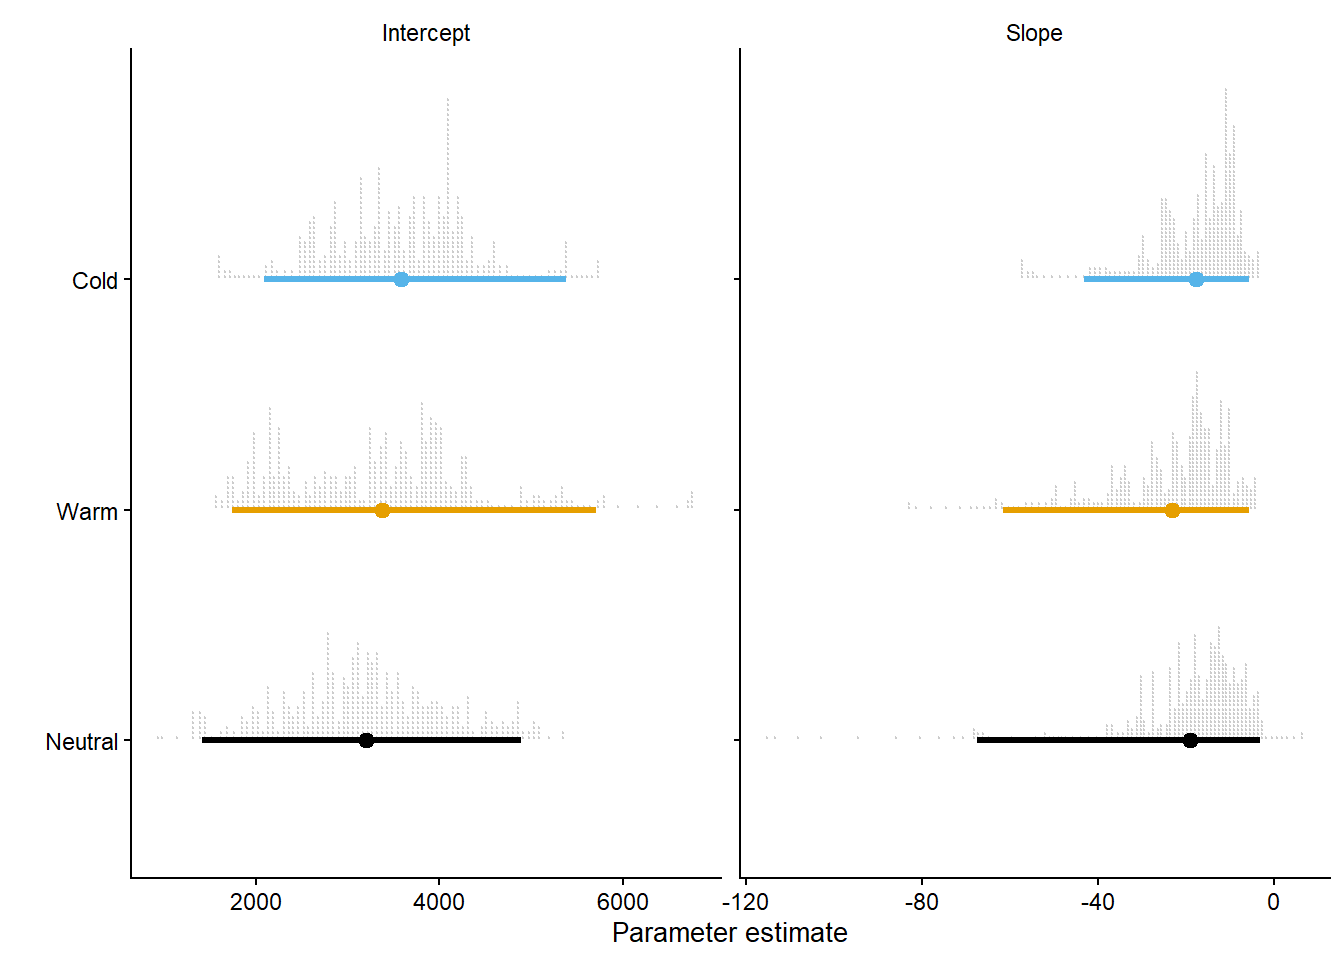 Intercept
Slope
Cold
Warm
Neutral
2000 4000 6000
-120 -80 -40 0
Parameter estimate